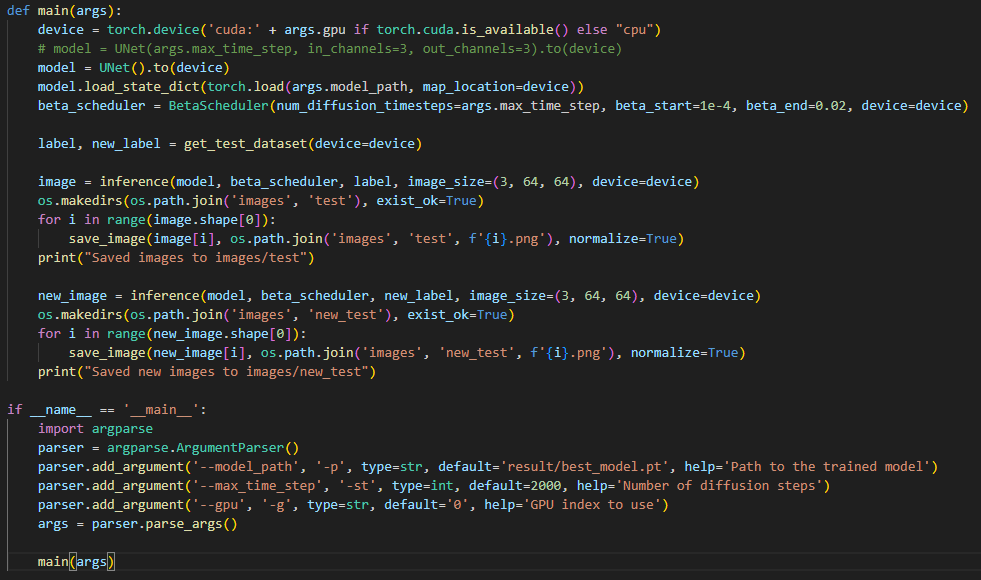 def main(args):
    device = torch.device('cuda:' + args.gpu if torch.cuda.is_available() else "cpu")
    # model = UNet(args.max_time_step, in_channels=3, out_channels=3).to(device)
    model = UNet().to(device)
    model.load_state_dict(torch.load(args.model_path, map_location=device))
    beta_scheduler = BetaScheduler(num_diffusion_timesteps=args.max_time_step, beta_start=1e-4, beta_end=0.02, device=device)

    label, new_label = get_test_dataset(device=device)

    image = inference(model, beta_scheduler, label, image_size=(3, 64, 64), device=device)
    os.makedirs(os.path.join('images', 'test'), exist_ok=True)
    for i in range(image.shape[0]):
        save_image(image[i], os.path.join('images', 'test', f'{i}.png'), normalize=True)
    print("Saved images to images/test")

    new_image = inference(model, beta_scheduler, new_label, image_size=(3, 64, 64), device=device)
    os.makedirs(os.path.join('images', 'new_test'), exist_ok=True)
    for i in range(new_image.shape[0]):
        save_image(new_image[i], os.path.join('images', 'new_test', f'{i}.png'), normalize=True)
    print("Saved new images to images/new_test")

if __name__ == '__main__':
    import argparse
    parser = argparse.ArgumentParser()
    parser.add_argument('--model_path', '-p', type=str, default='result/best_model.pt', help='Path to the trained model')
    parser.add_argument('--max_time_step', '-st', type=int, default=2000, help='Number of diffusion steps')
    parser.add_argument('--gpu', '-g', type=str, default='0', help='GPU index to use')
    args = parser.parse_args()

    main(args)